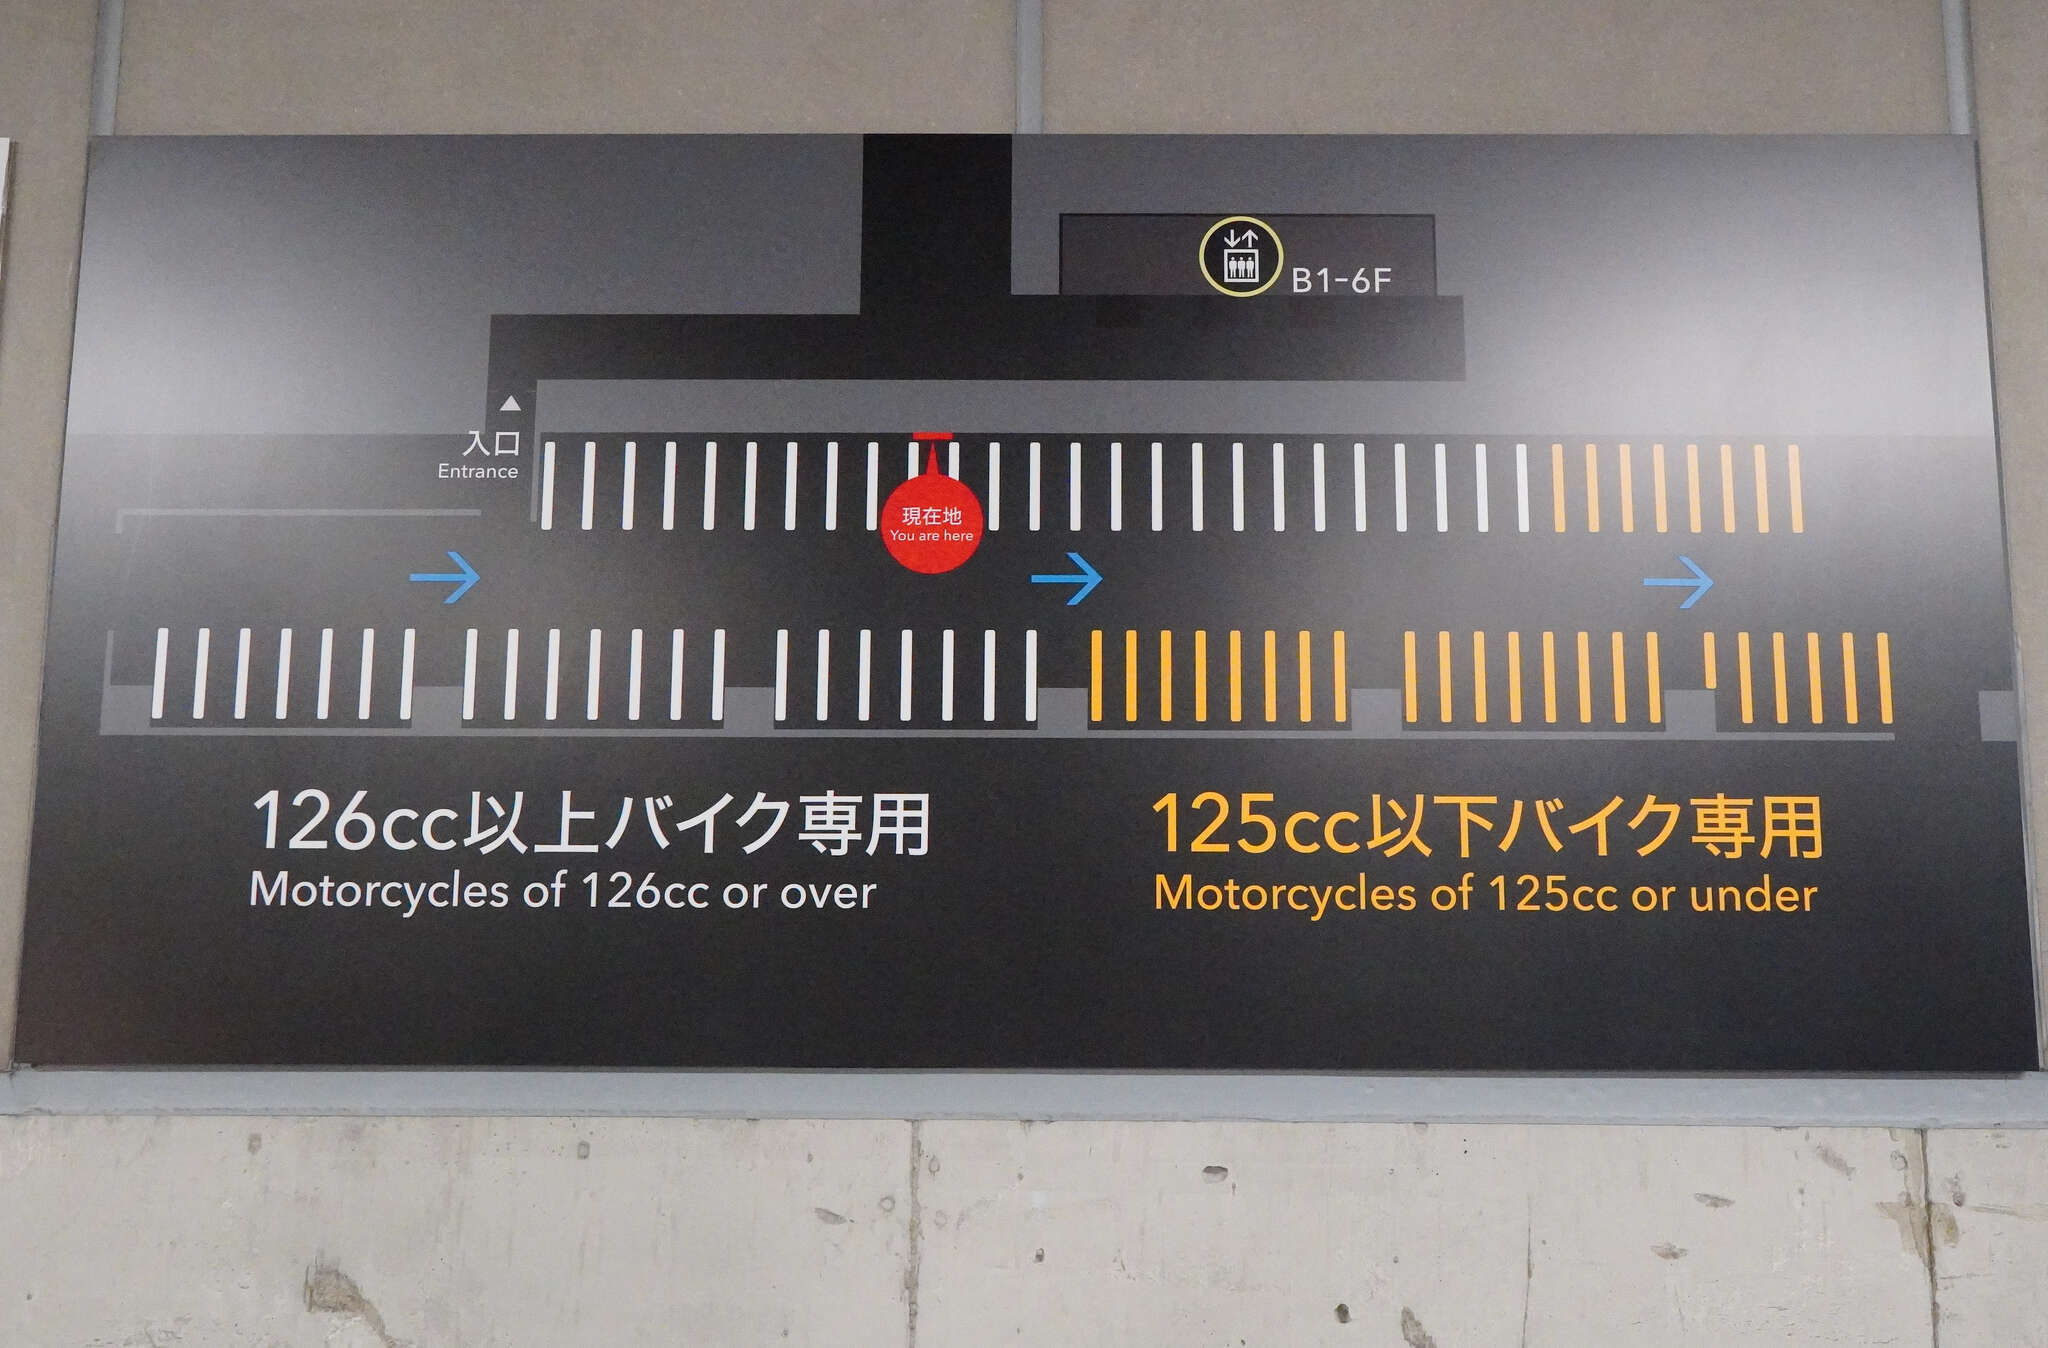 B1-6F
入口
Entrance
現在地
You are here
126cc以上バイク専用
Motorcycles of 126cc or over
125cc以下バイク専用
Motorcycles of 125cc or under